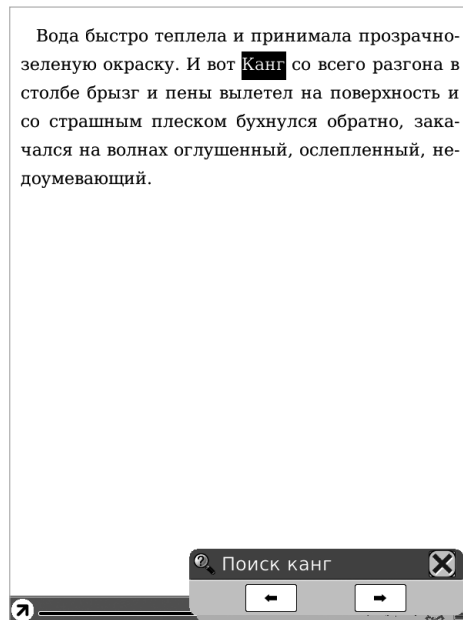 Вода быстро теплела и принимала прозрачно-
зеленую окраску. И вот Канг со всего разгона в
столбе брызг и пены вылетел на поверхность и
со страшным плеском бухнулся обратно, зака-
чался на волнах оглушенный, ослепленный, не-
доумевающий.
Поиск канг